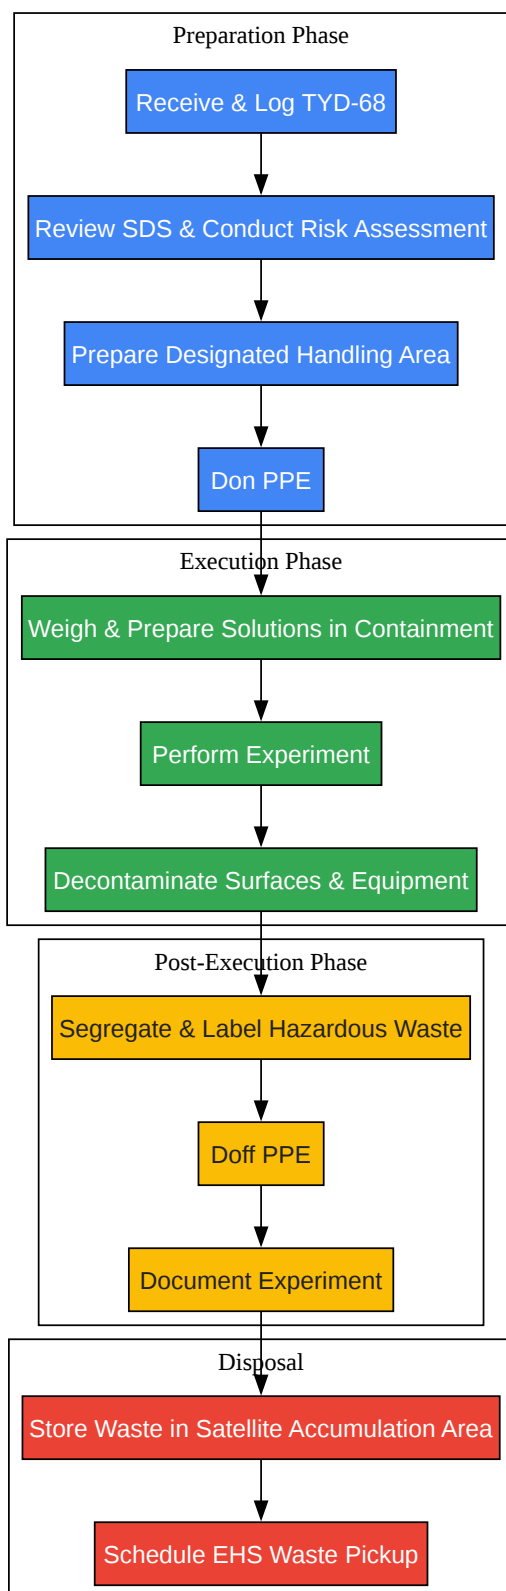 Preparation Phase
Receive & Log TYD-68
Review SDS & Conduct Risk Assessment
Prepare Designated Handling Area
Don PPE
Execution Phase
Weigh & Prepare Solutions in Containment
Perform Experiment
Decontaminate Surfaces & Equipment
Post-Execution Phase
Segregate & Label Hazardous Waste
Doff PPE
Document Experiment
Disposal
Store Waste in Satellite Accumulation Area
Schedule EHS Waste Pickup